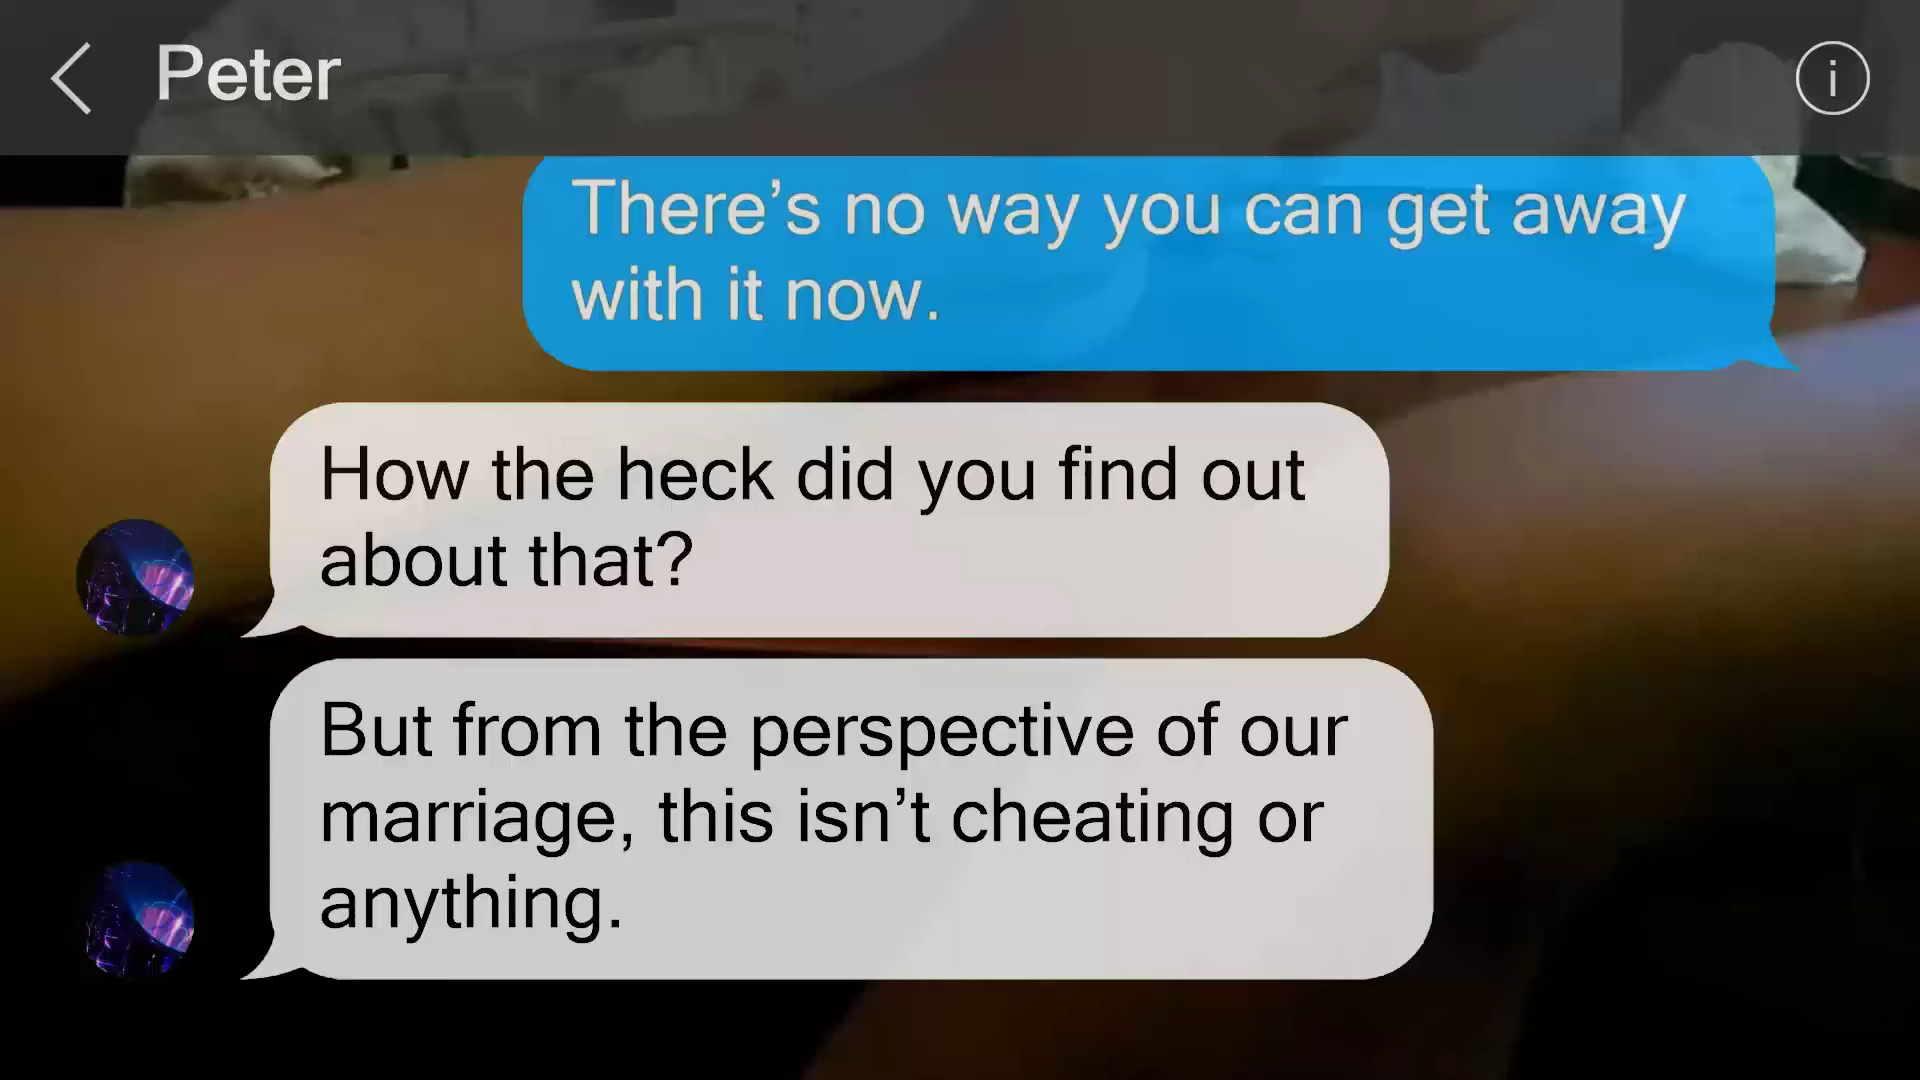 Peter
There’s no way you can get away
with it now.
How the heck did you find out
about that?
But from the perspective of our
marriage, this isn’t cheating or
anything.